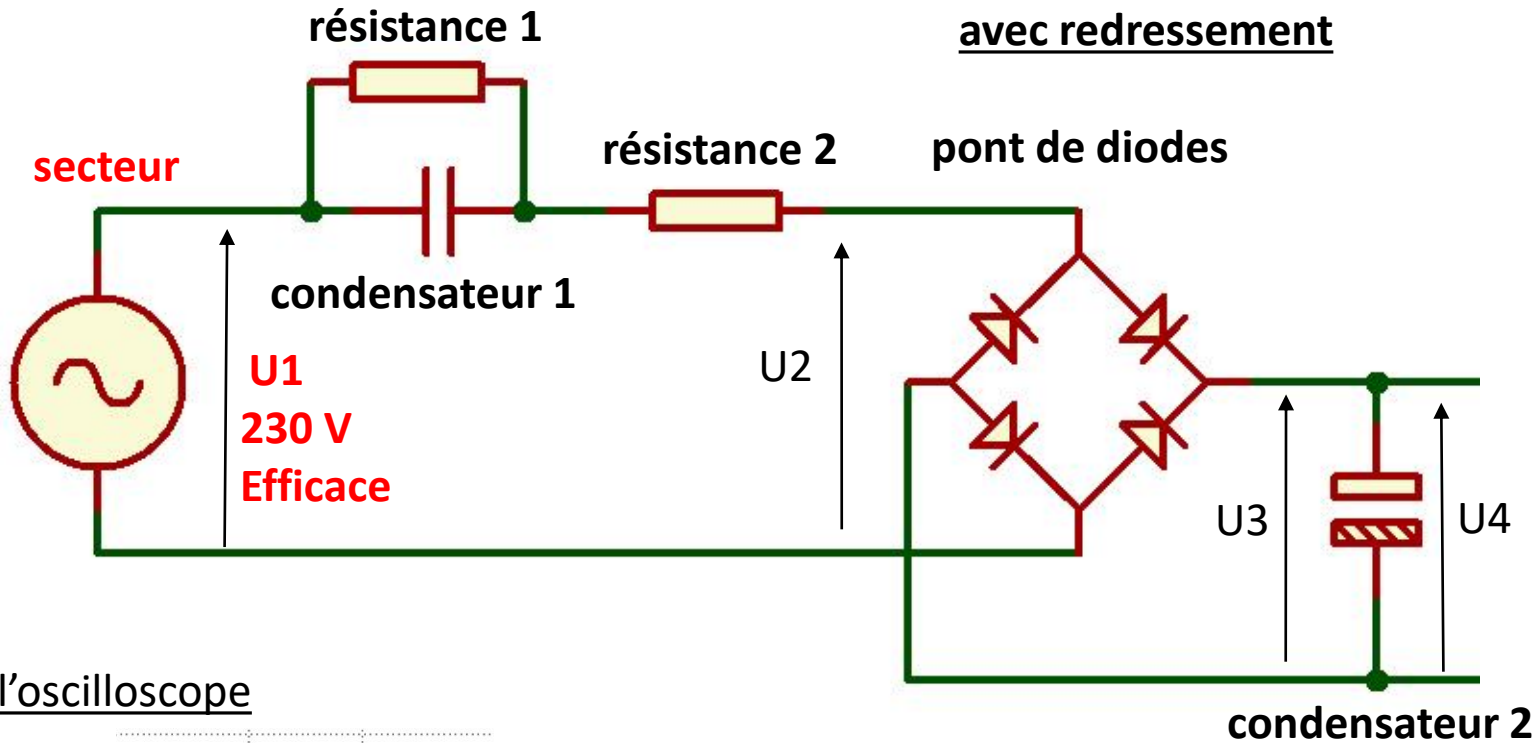 résistance 1
avec redressement
secteur
résistance 2
pont de diodes
condensateur 1
U1
230 V
Efficace
U2
U3
U4
l’oscilloscope
condensateur 2